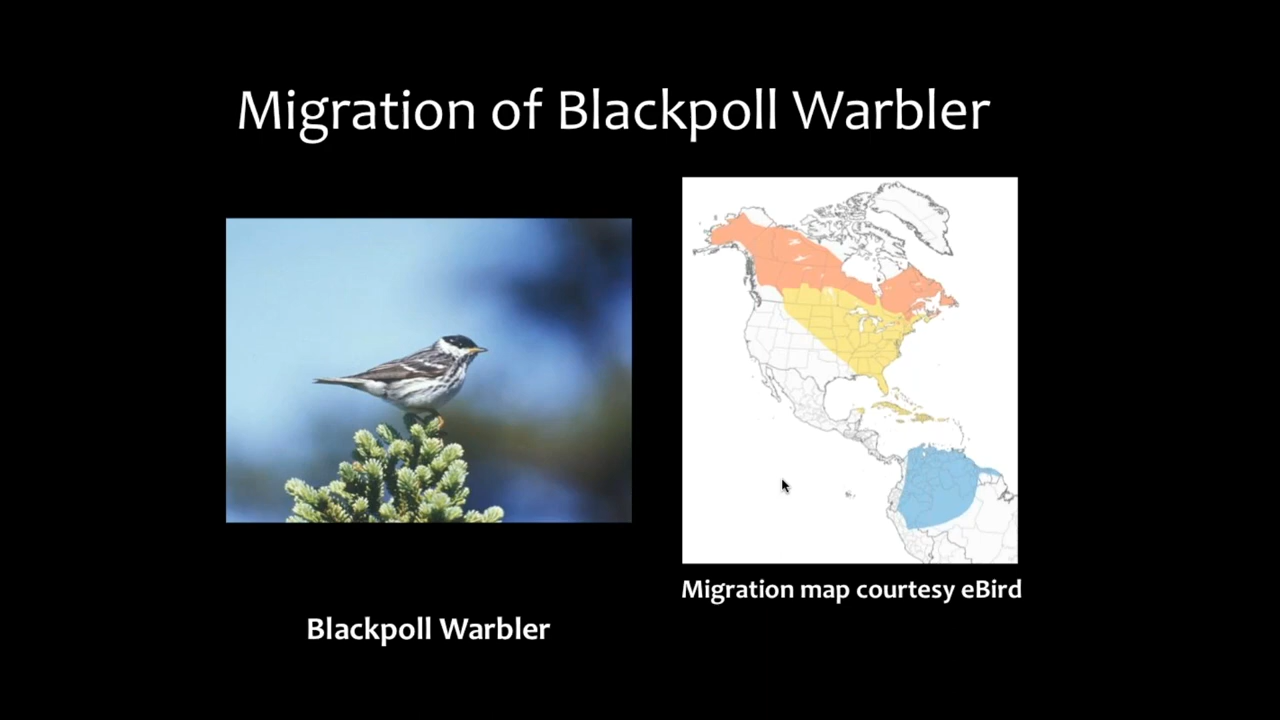 Migration of Blackpoll Warbler
Migration map courtesy eBird
Blackpoll Warbler